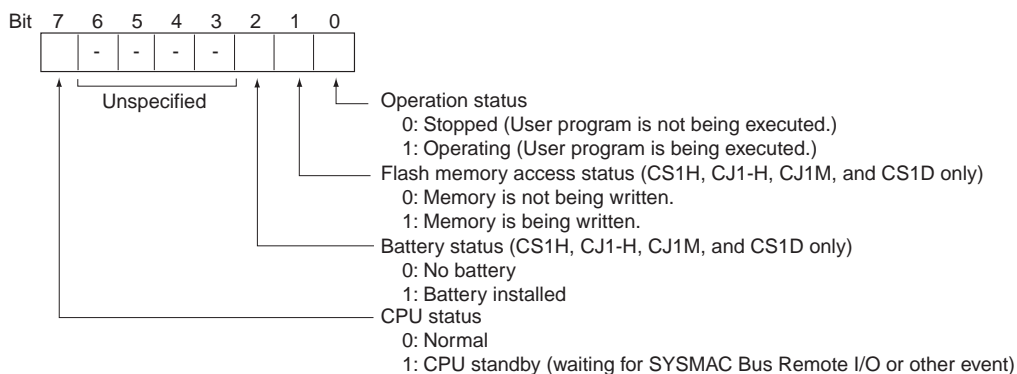 Bit 7 6 5 4 3 2 1 0
- - - -
Unspecified
Operation status
0: Stopped (User program is not being executed.)
1: Operating (User program is being executed.)
Flash memory access status (CS1H, CJ1-H, CJ1M, and CS1D only)
0: Memory is not being written.
1: Memory is being written.
Battery status (CS1H, CJ1-H, CJ1M, and CS1D only)
0: No battery
1: Battery installed
CPU status
0: Normal
1: CPU standby (waiting for SYSMAC Bus Remote I/O or other event)